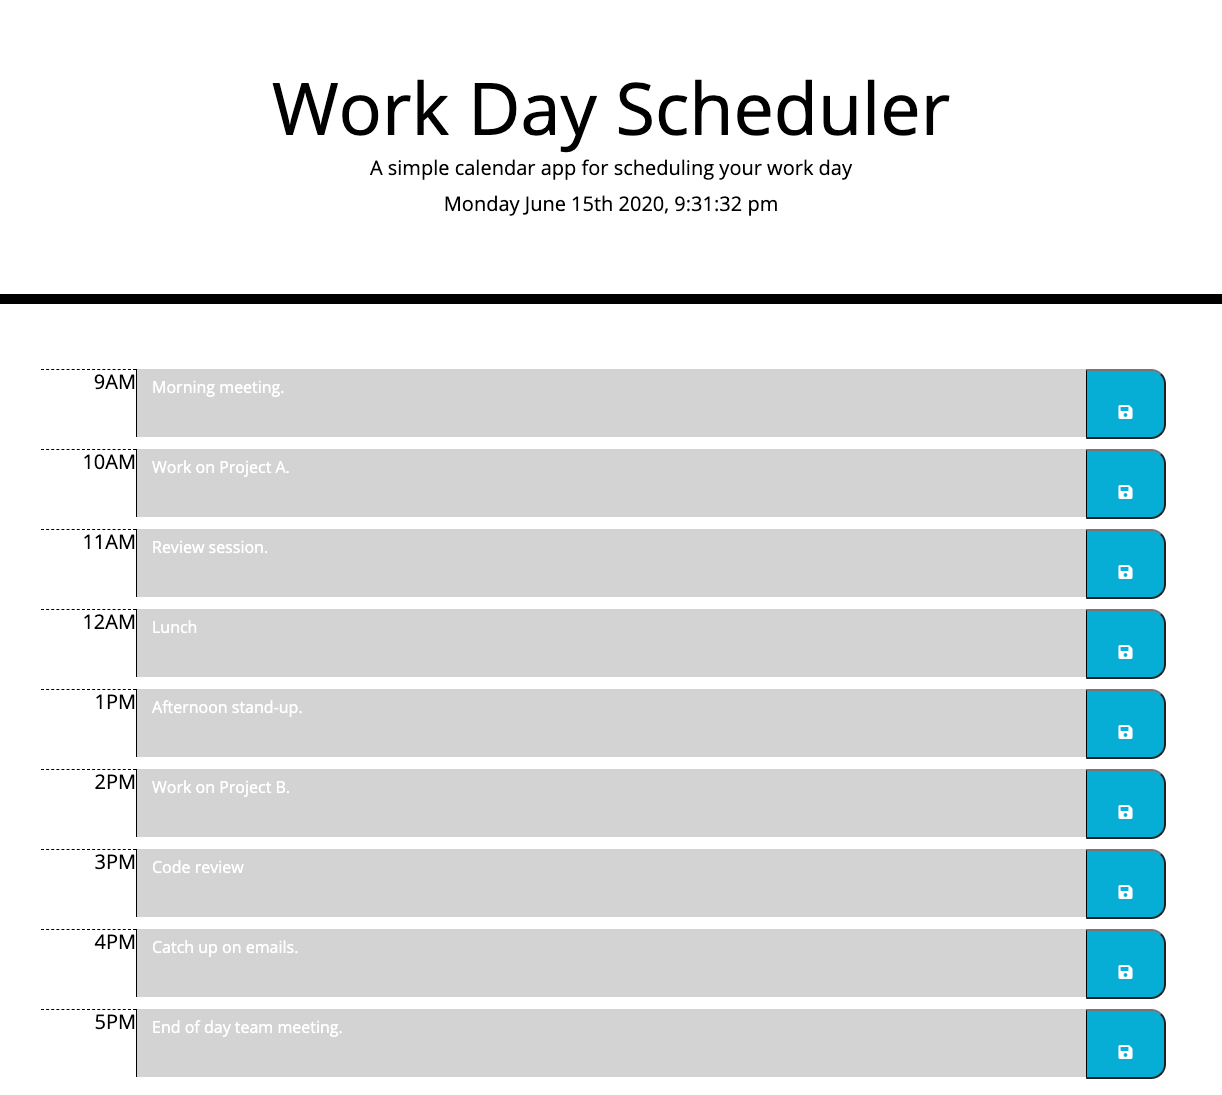 Work Day Scheduler
A simple calendar app for scheduling your work day
Monday June 15th 2020, 9:31:32 pm
9AM Morning meeting.
10AM Work on Project A.
11AM Review session.
12AM Lunch
1PM Afternoon stand-up.
2PM Work on Project B.
3PM Code review
4PM Catch up on emails.
5PM End of day team meeting.